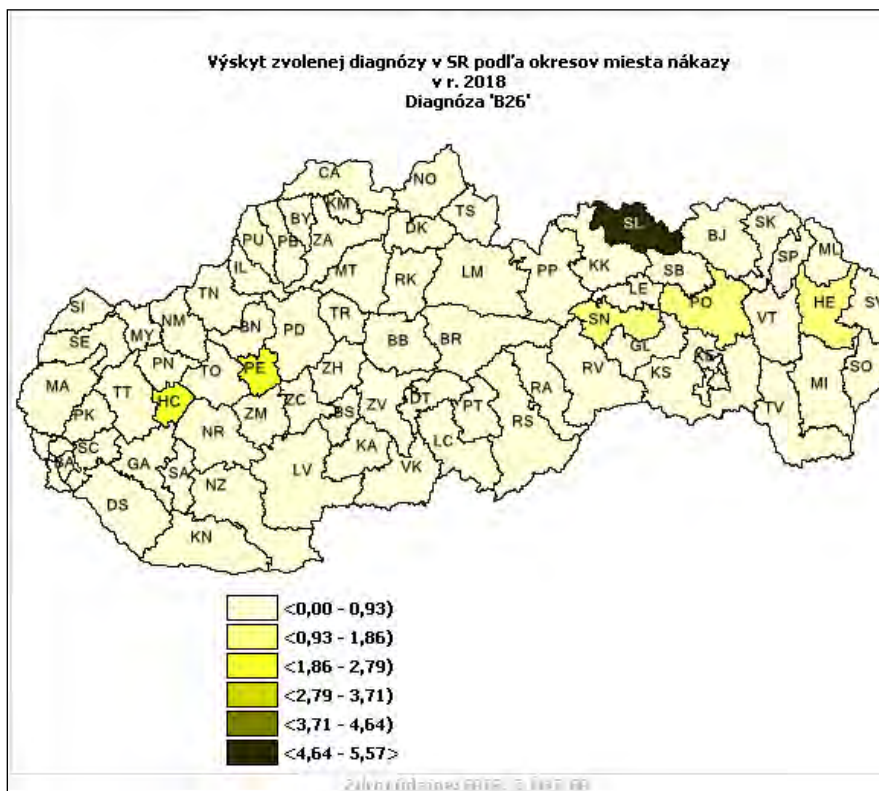 Výskyt zvolenej diagnózy v SR podľa okresov miesta nákazy
v r. 2018
Diagnóza 'B26'
CA
NO
KM
TS
BY
PU
PB
ZA
DK
IL
MT
RK
LM
PP
KK
SL
BJ
SK
SP
ML
SB
LE
PO
HE
SV
SN
VT
GL
TN
SI
NM
BN
PD
TR
BB
BR
SE
MY
PN
TO
PE
ZH
RV
KS
KE
MI
SO
MA
TT
HC
ZM
ZC
BS
ZV
DT
PT
RA
RS
TV
PK
NR
LC
SC
BA
GA
SA
NZ
LV
KA
VK
DS
KN
<0,00 - 0,93)
<0,93 - 1,86)
<1,86 - 2,79)
<2,79 - 3,71)
<3,71 - 4,64)
<4,64 - 5,57>